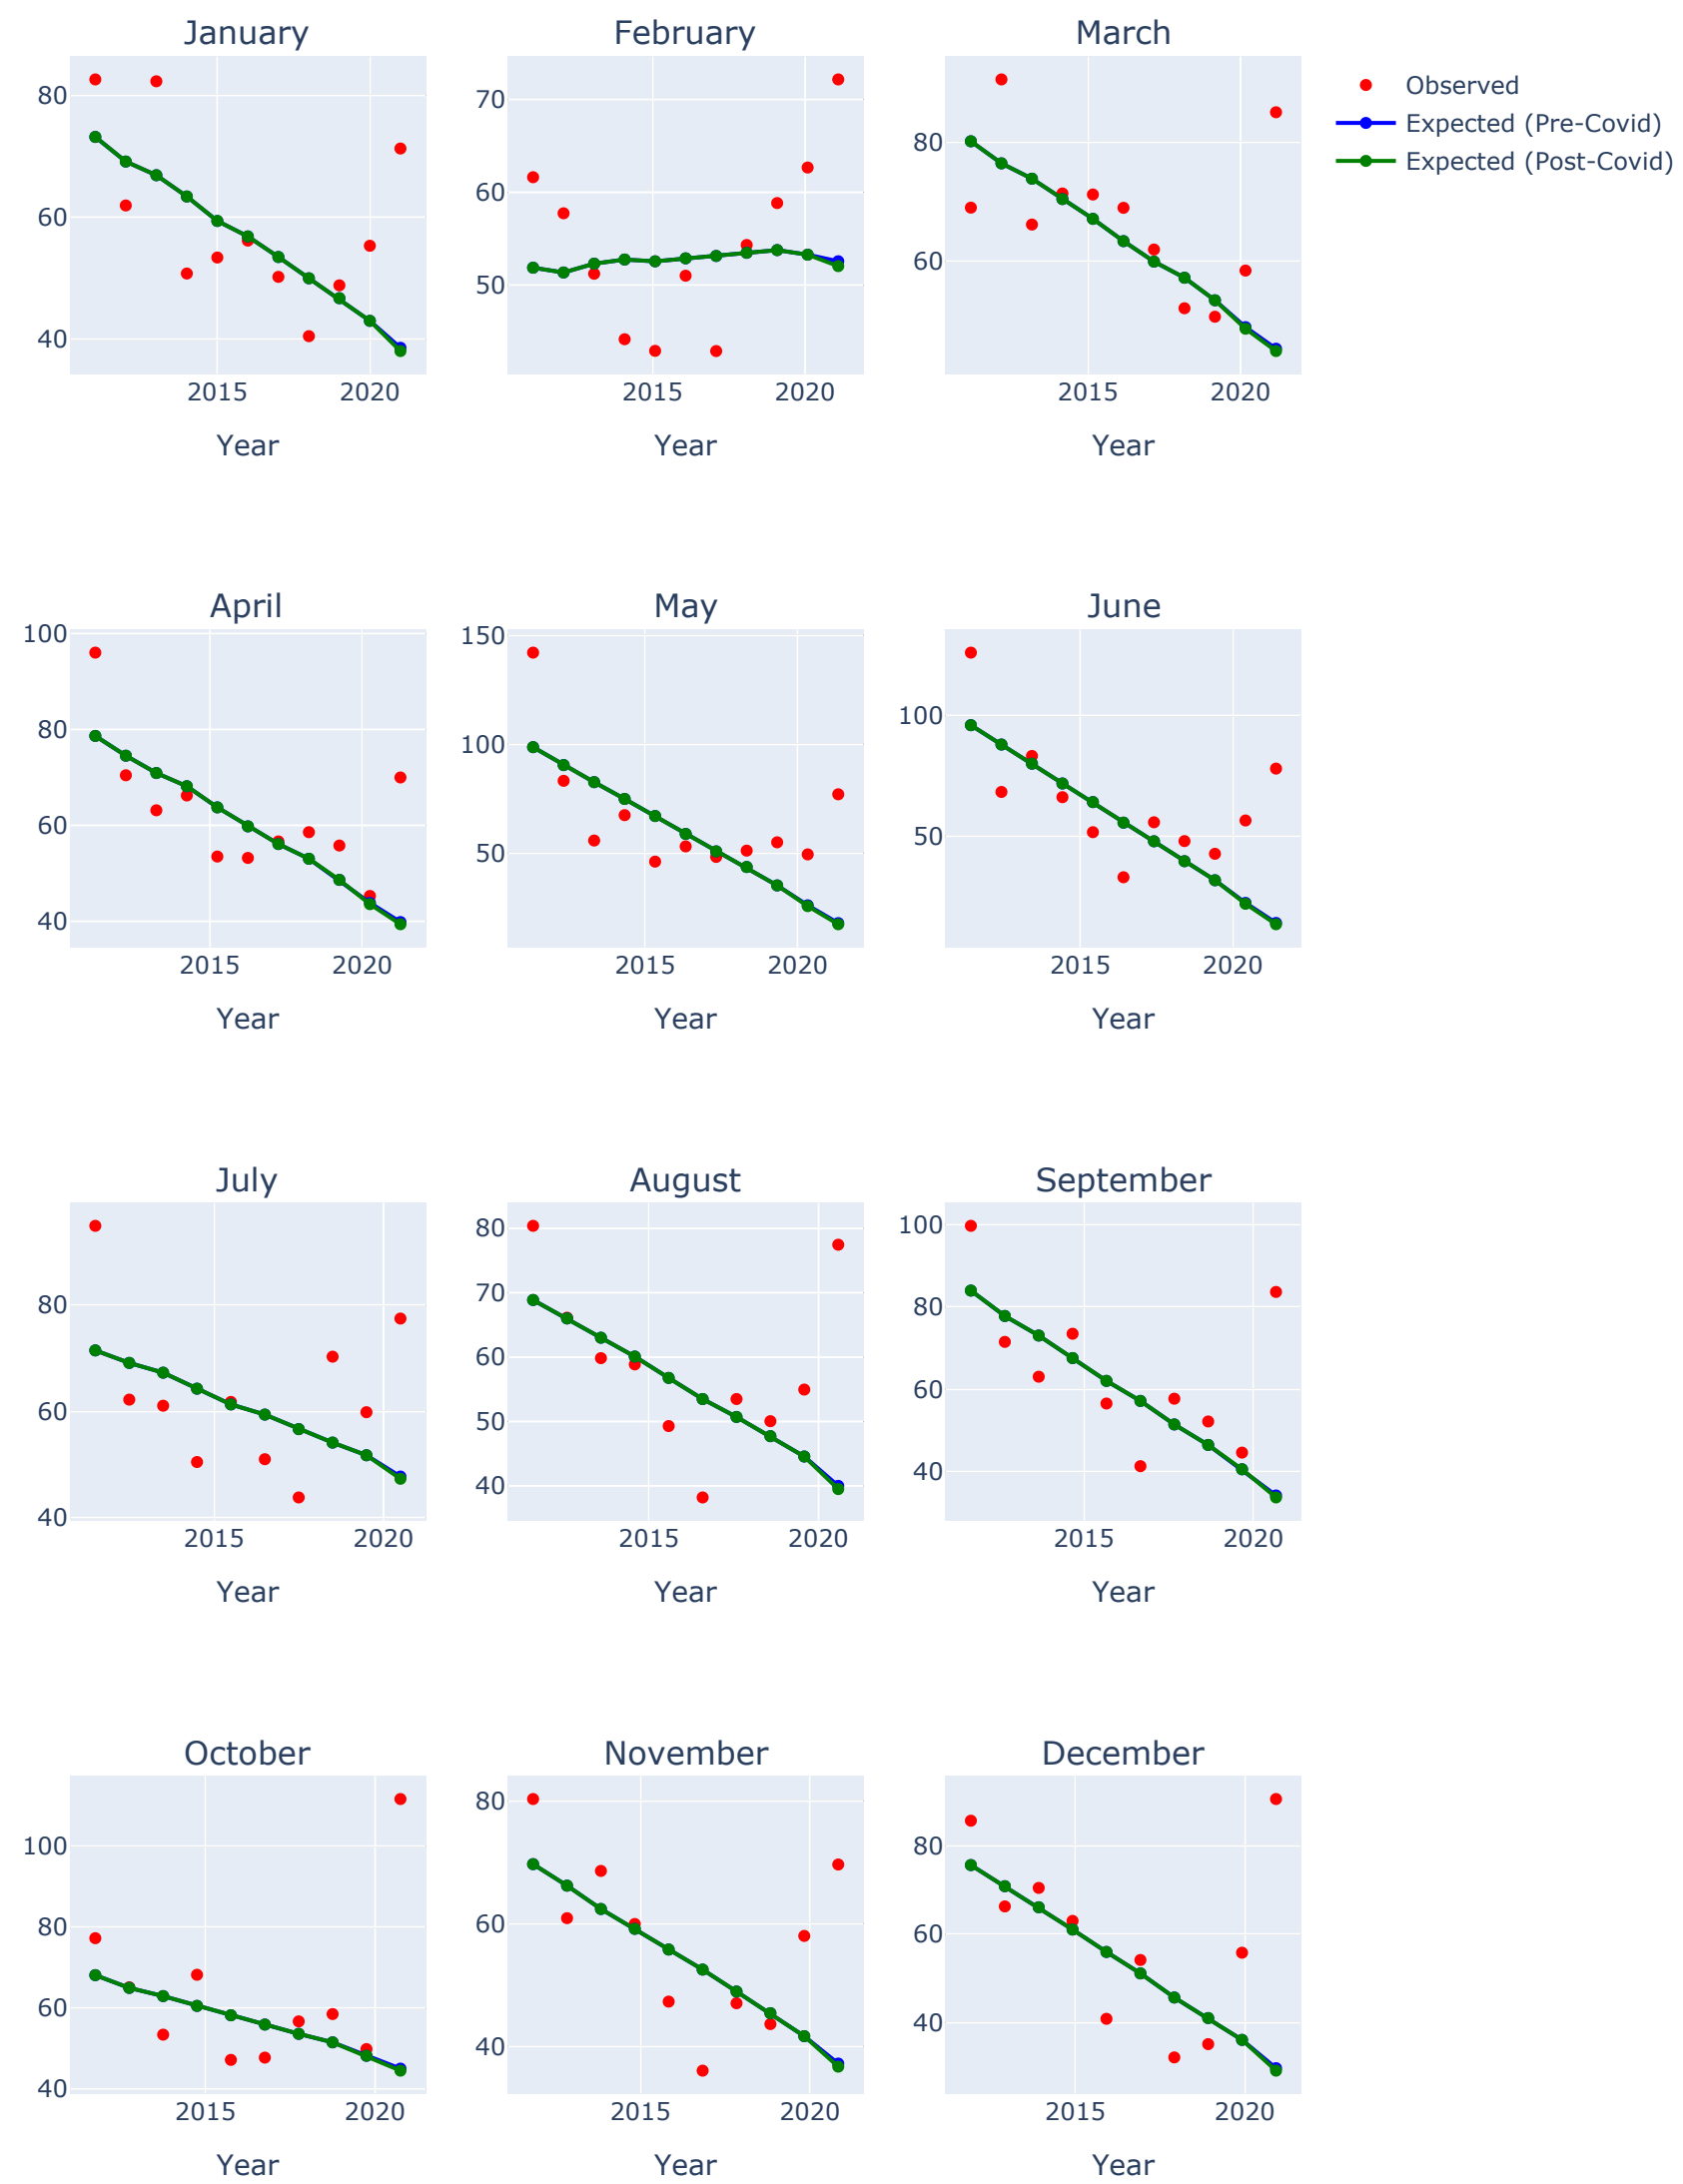 January February March
80
60
40
2015 2020
Year
70
60
50
2015 2020
Year
80
60
2015 2020
Year
Observed
Expected (Pre-Covid)
Expected (Post-Covid)
April May June
100
80
60
40
2015 2020
Year
150
100
50
2015 2020
Year
100
50
2015 2020
Year
July August September
80
60
40
2015 2020
Year
80
70
60
50
40
2015 2020
Year
100
80
60
40
2015 2020
Year
October November December
100
80
60
40
2015 2020
Year
80
60
40
2015 2020
Year
80
60
40
2015 2020
Year